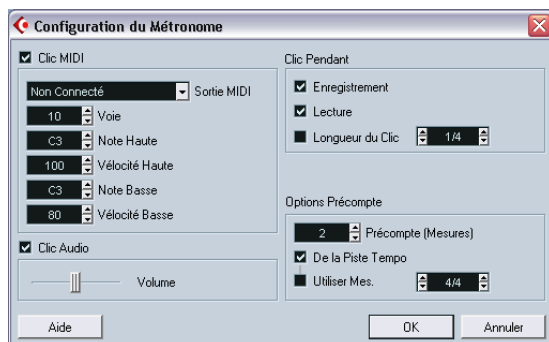 Configuration du Métronome
Clic MIDI
Non Connecté Sortie MIDI
10 Voie
C3 Note Haute
100 Vélocité Haute
C3 Note Basse
80 Vélocité Basse
Clic Audio
Volume
Clic Pendant
Enregistrement
Lecture
Longueur du Clic 1/4
Options Précompte
2 Précompte (Mesures)
De la Piste Tempo
Utiliser Mes. 4/4
Aide OK Annuler